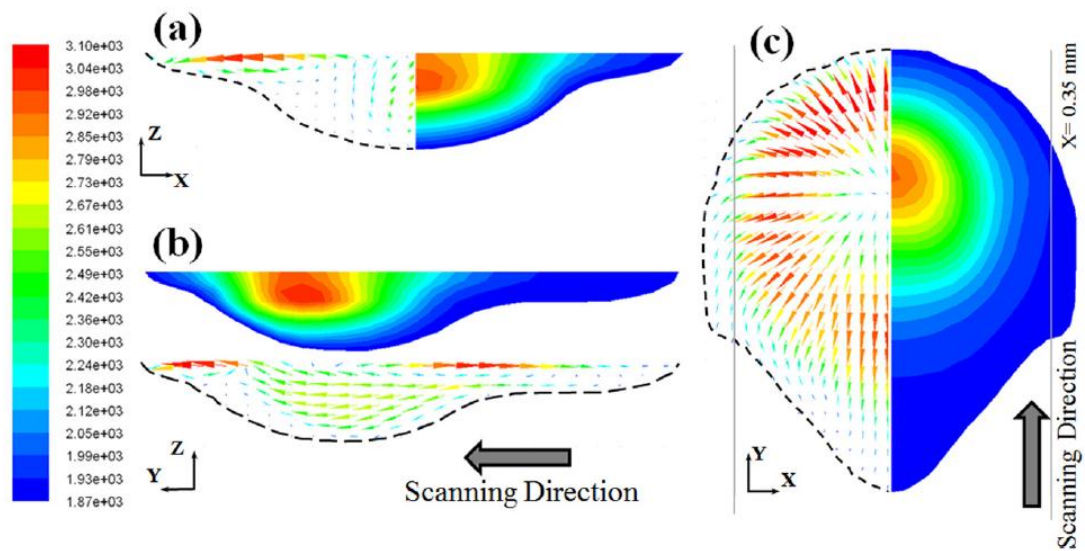 (a)
(b)
(c)
3.10e+03
3.04e+03
2.98e+03
2.92e+03
2.85e+03
2.79e+03
2.73e+03
2.67e+03
2.61e+03
2.55e+03
2.49e+03
2.42e+03
2.36e+03
2.30e+03
2.24e+03
2.18e+03
2.12e+03
2.05e+03
1.99e+03
1.93e+03
1.87e+03
Z
X
Z
Y
Scanning Direction
X= 0.35 mm
Y
X
Scanning Direction